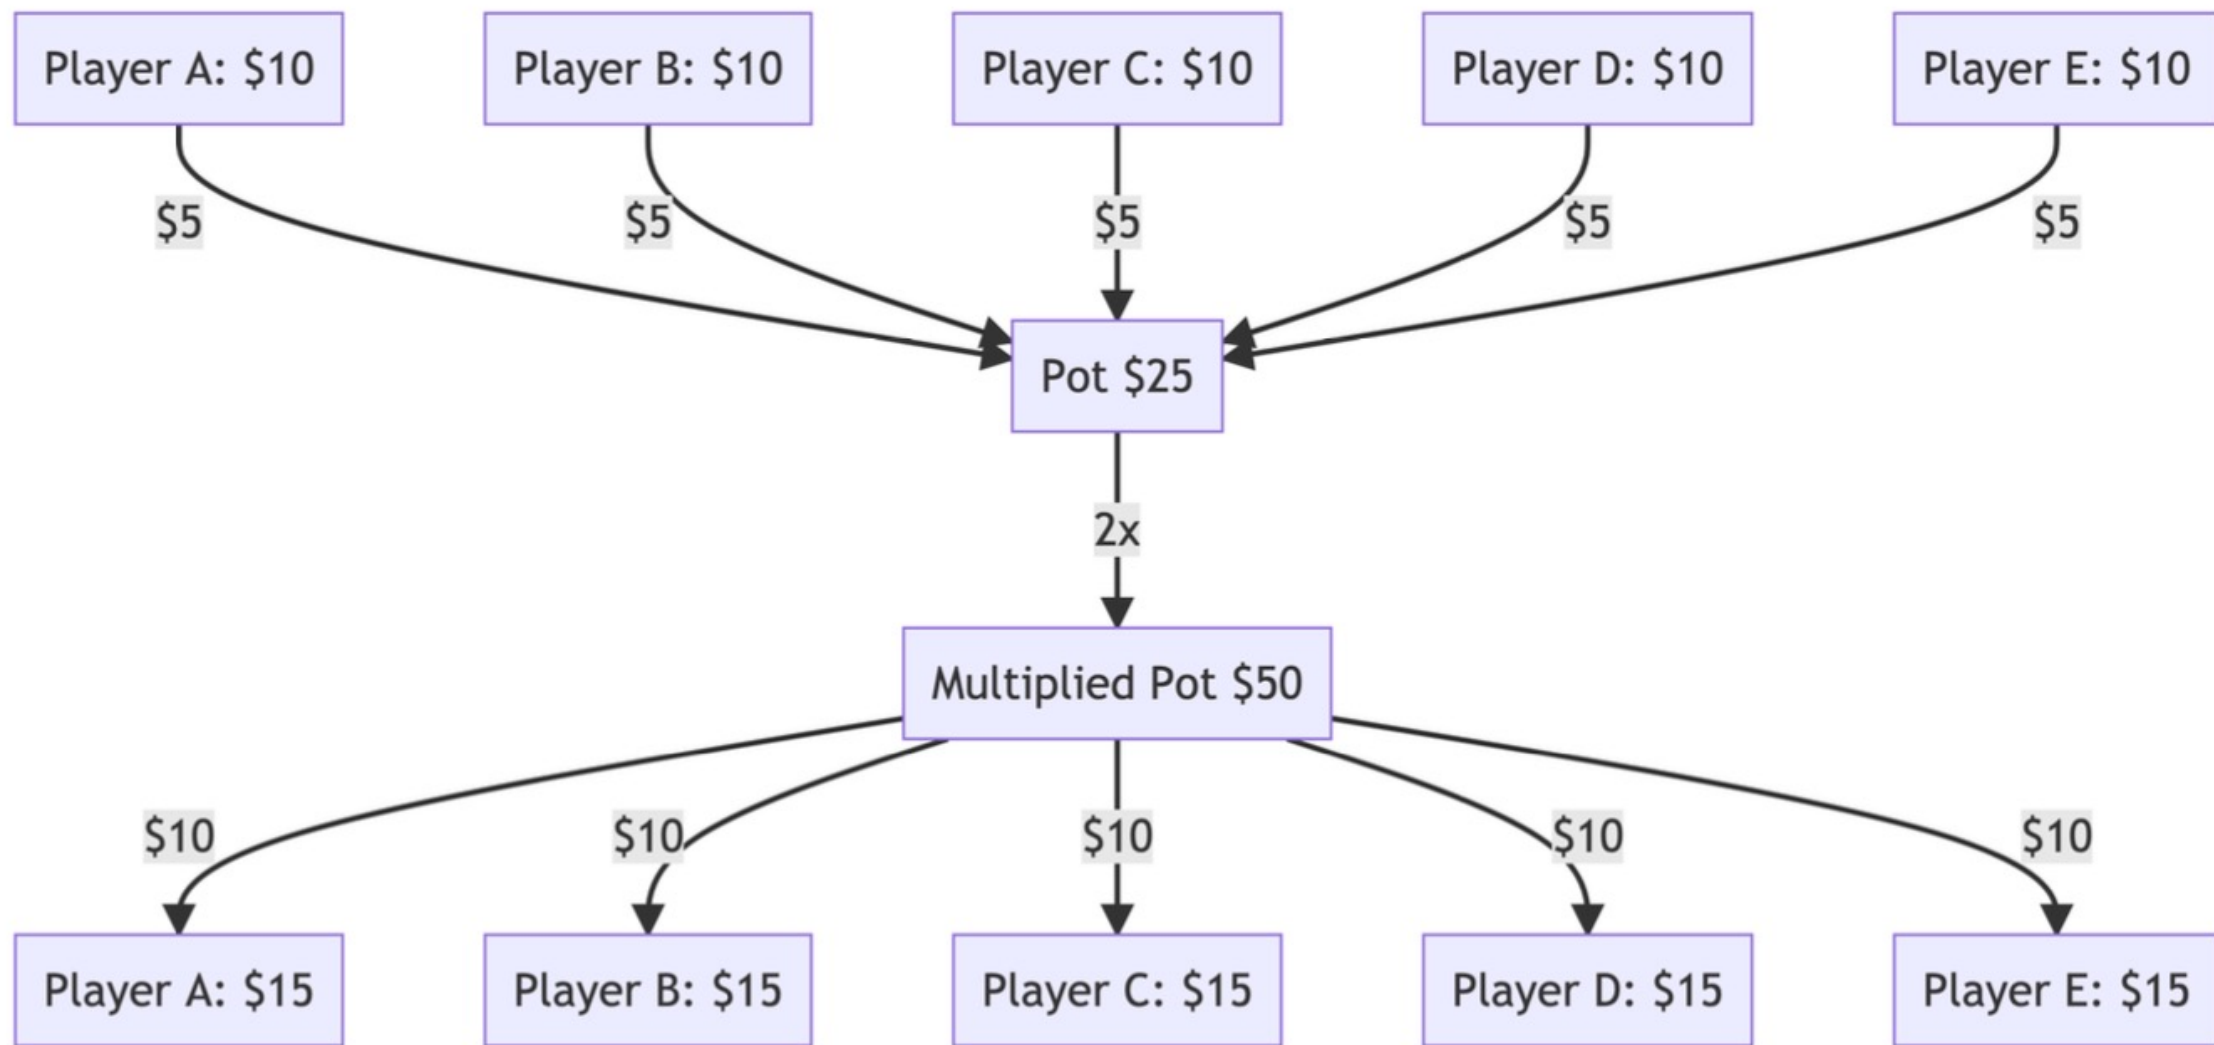 Player A: $10
Player B: $10
Player C: $10
Player D: $10
Player E: $10
$5
$5
$5
$5
$5
Pot $25
2x
Multiplied Pot $50
$10
$10
$10
$10
$10
Player A: $15
Player B: $15
Player C: $15
Player D: $15
Player E: $15